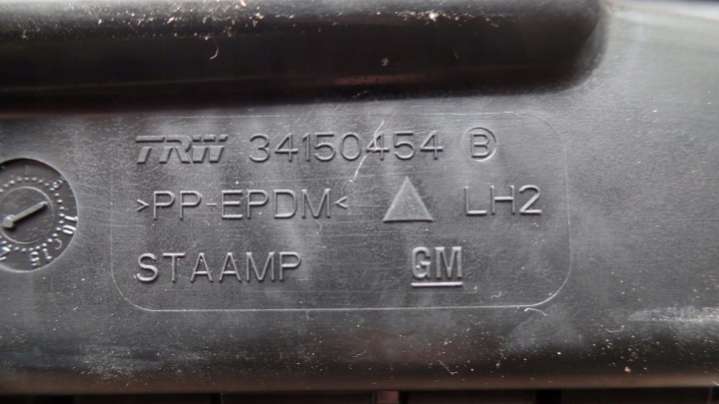 TRW 34150454 B
>PP-EPDM< LH2
STAAMP GM